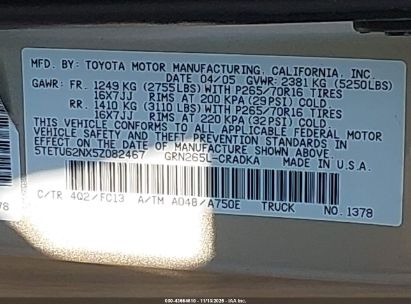 MFD. BY: TOYOTA MOTOR MANUFACTURING, CALIFORNIA, INC.
DATE 04/05 GVWR: 2381 KG (5250LBS)
GAWR: FR. 1249 KG (2755LBS) WITH P265/70R16 TIRES
16X7JJ RIMS AT 200 KPA (29PSI) COLD
RR. 1410 KG (3110LBS) WITH P265/70R16 TIRES
16X7JJ RIMS AT 220 KPA (32PSI) COLD
THIS VEHICLE CONFORMS TO ALL APPLICABLE FEDERAL MOTOR
VEHICLE SAFETY AND THEFT PREVENTION STANDARDS IN
EFFECT ON THE DATE OF MANUFACTURE SHOWN ABOVE.
5TETU62NX5Z082467 GRN265L-CRADKA MADE IN U.S.A.
C/TR 4Q2/FC13 A/TM A04B/A750E TRUCK NO. 1378
78